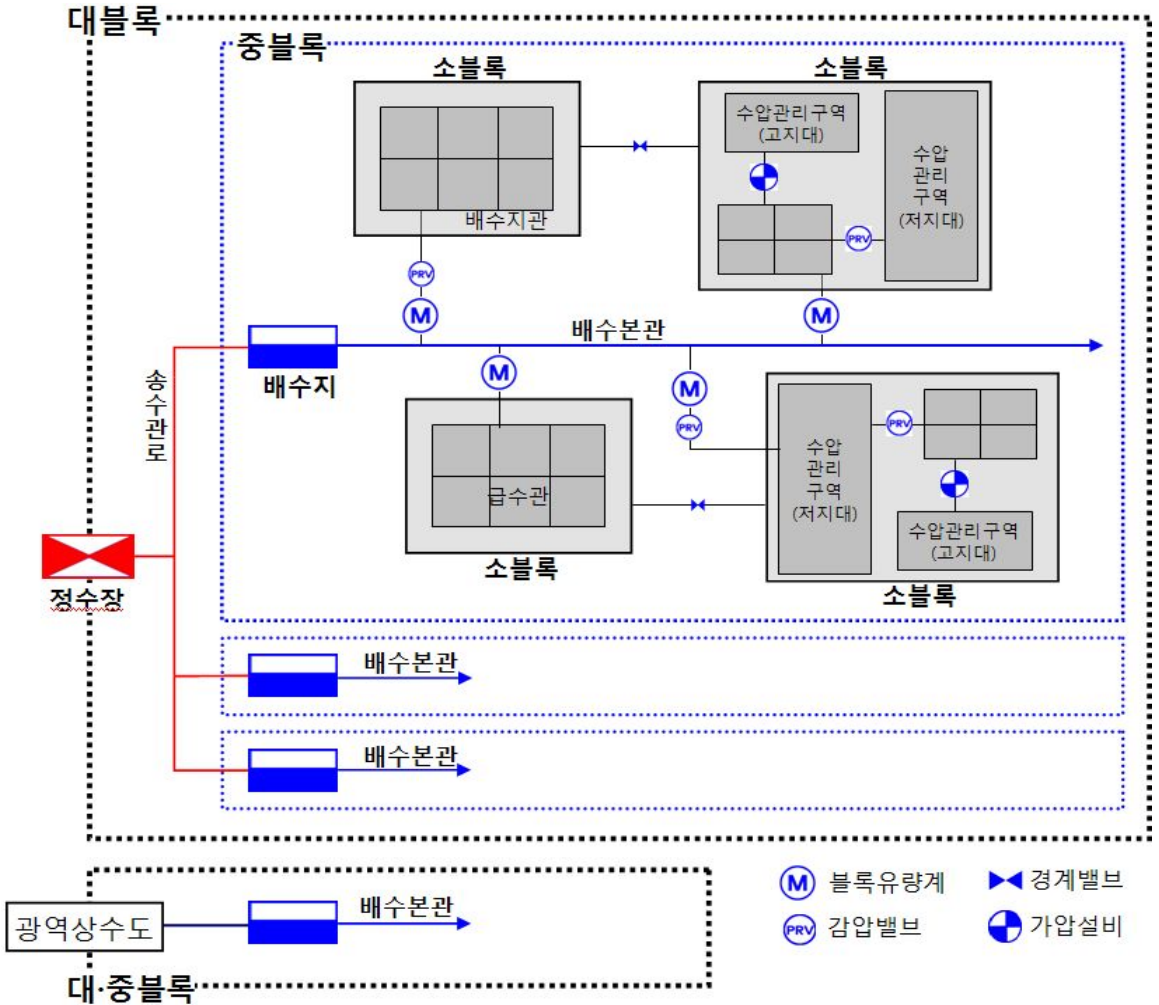 대블록
중블록
소블록
소블록
수압관리구역
(고지대)
수압
관리
구역
(저지대)
배수지관
PRV
PRV
M
M
배수본관
송수관로
배수지
M
M
PRV
수압
관리
구역
(저지대)
PRV
급수관
수압관리구역
(고지대)
소블록
소블록
정수장
배수본관
배수본관
M 블록유량계
경계밸브
PRV 감압밸브
가압설비
광역상수도
배수본관
대·중블록